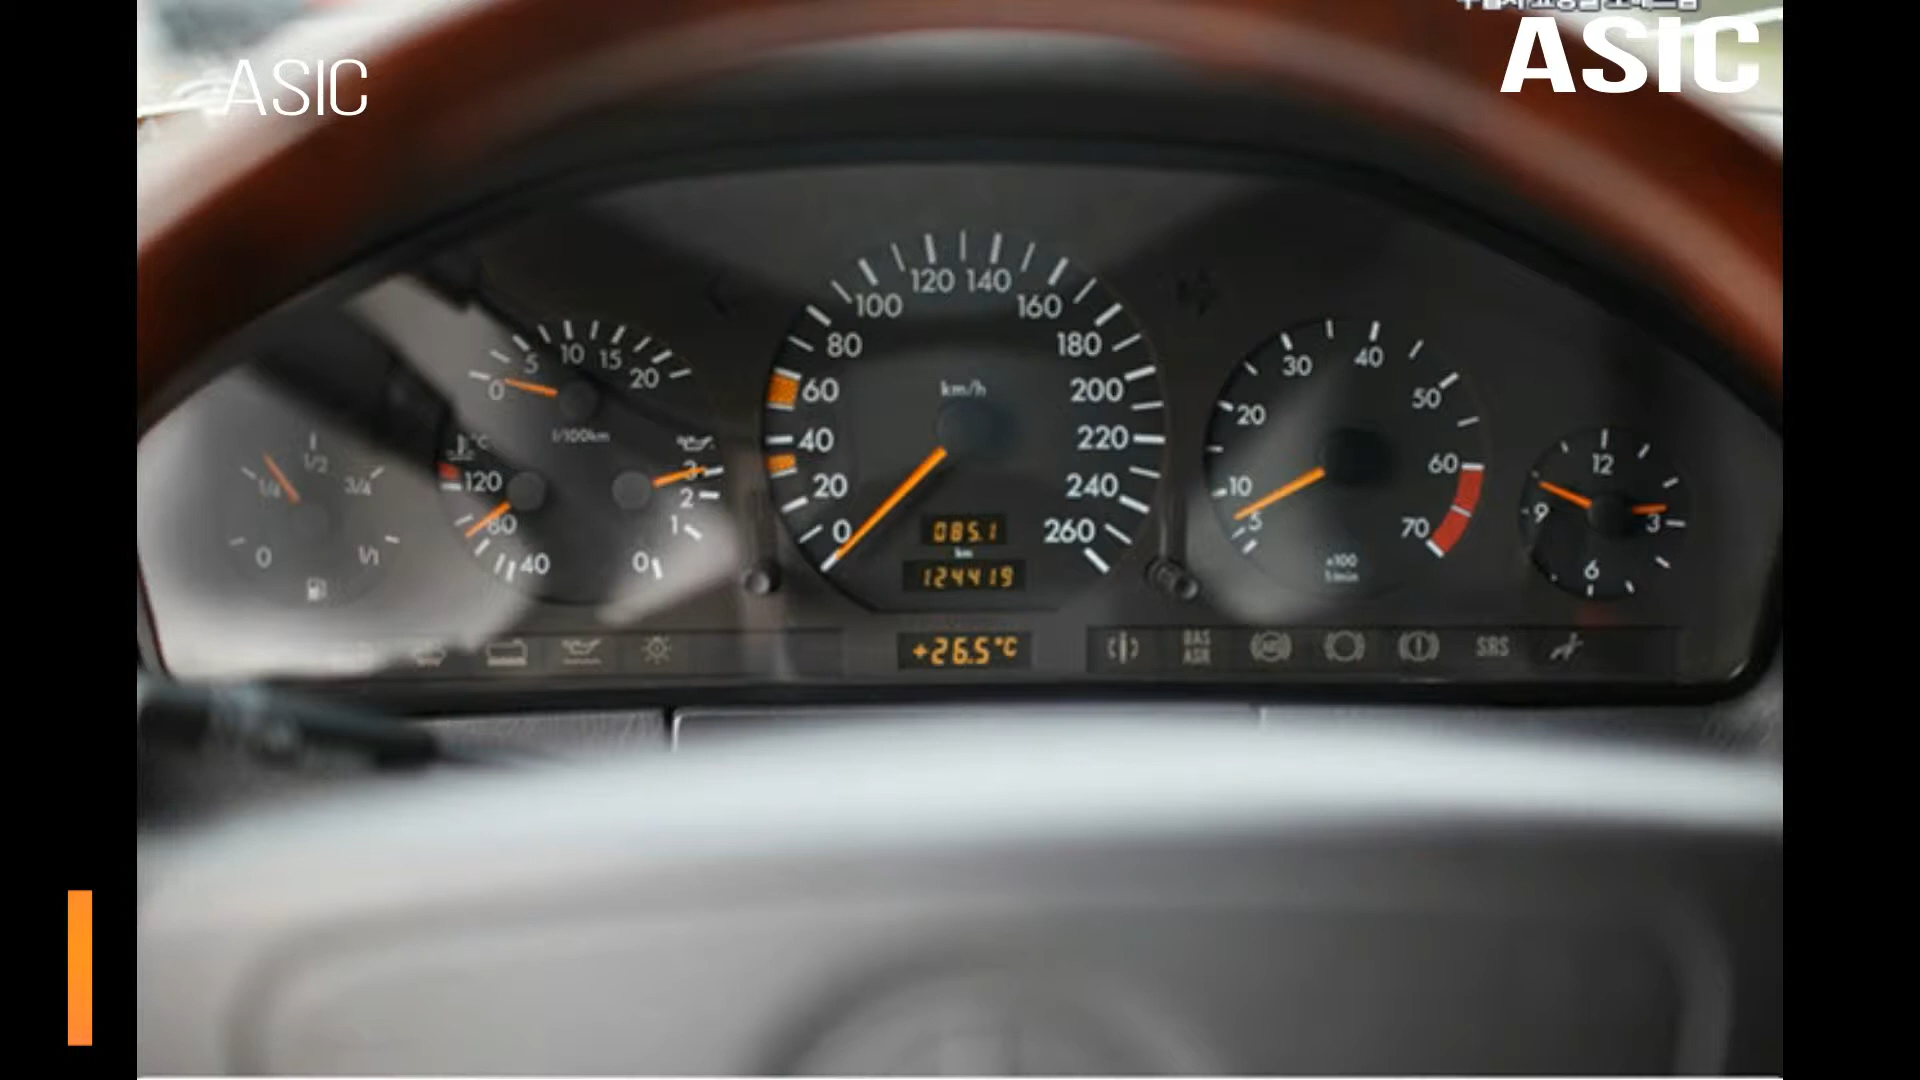 ASIC
ASIC
120 140
100 160
80 180
60 km/h 200
40 220
20 240
0 260
085.1
km
124419
+26.5°C
0 5 10 15 20
l/100km
0 1/4 1/2 3/4 1/1
°C
120
80
40
3
2
1
0
5 10 20 30 40 50 60 70
x100
1/min
12
3
6
9
BAS
ASR
ABS
SRS